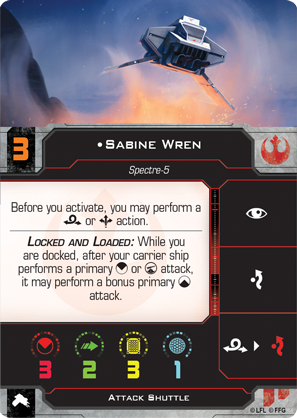 3
•Sabine Wren
Spectre-5
Before you activate, you may perform a
or action.
Locked and Loaded: While you
are docked, after your carrier ship
performs a primary or attack,
it may perform a bonus primary
attack.
3 2 3 1
Attack Shuttle
© LFL © FFG